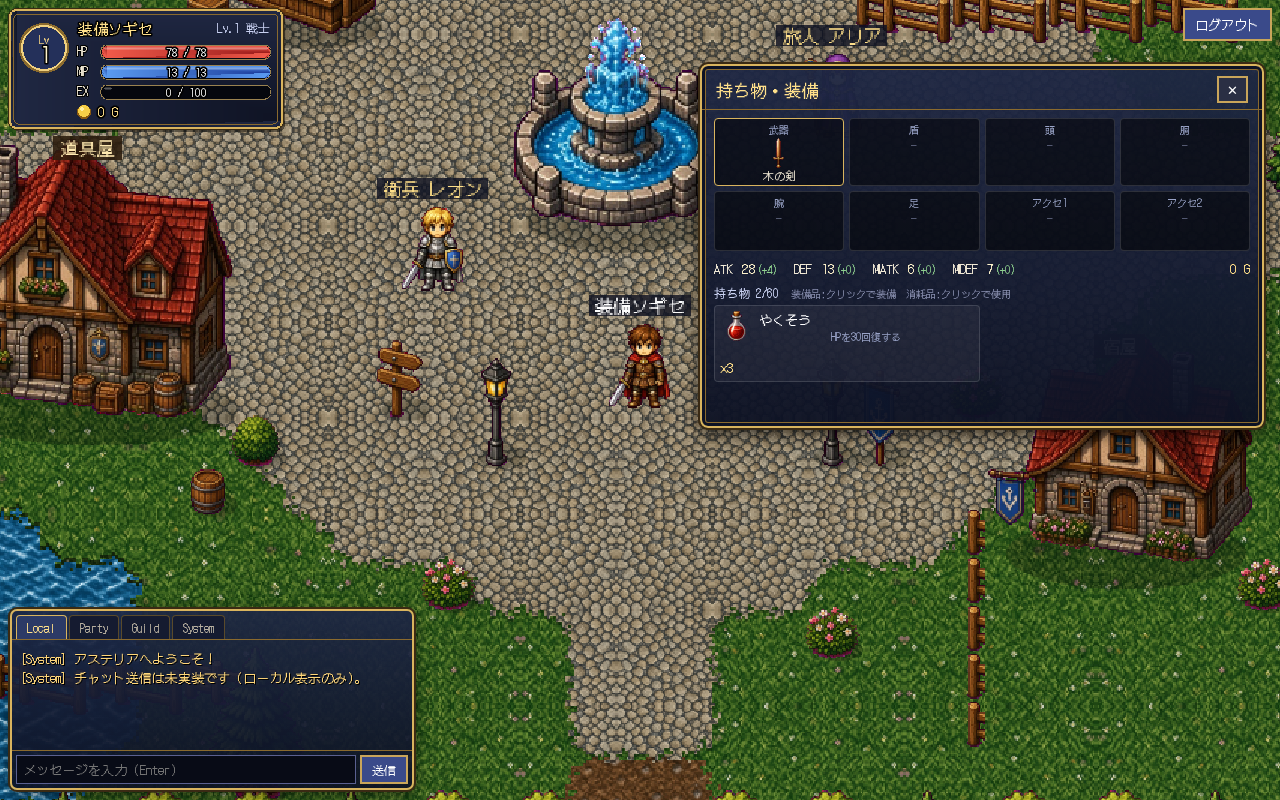 装備ソギセ Lv.1 戦士
Lv 1
HP 78 / 78
MP 13 / 13
EX 0 / 100
0 G
ログアウト
旅人 アリア
道具屋
衛兵 レオン
装備ソギセ
持ち物・装備 ×
武器 盾 頭 胴
木の剣 – – –
腕 足 アクセ1 アクセ2
– – – –
ATK 28(+4) DEF 13(+0) MATK 6(+0) MDEF 7(+0) 0 G
持ち物 2/60 装備品:クリックで装備 消耗品:クリックで使用
やくそう
HPを30回復する
x3
Local Party Guild System
[System] アステリアへようこそ！
[System] チャット送信は未実装です（ローカル表示のみ）。
メッセージを入力 (Enter) 送信